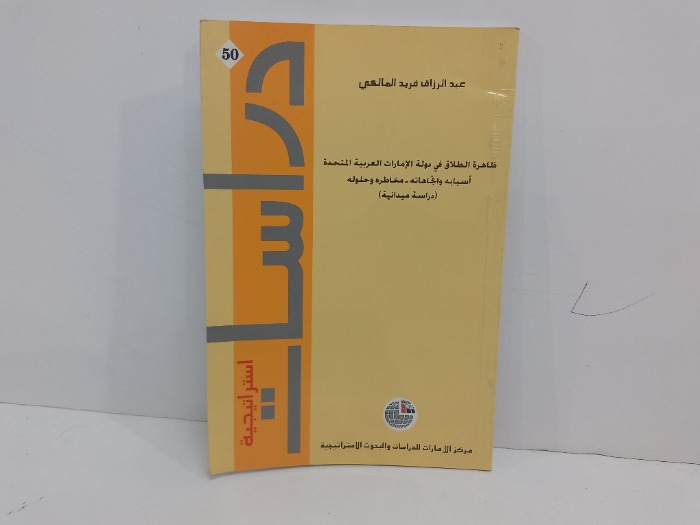 50
دراسات
استراتيجية
عبد الرزاق فريد المالكي
ظاهرة الطلاق في دولة الإمارات العربية المتحدة
أسبابه واتجاهاته - مخاطره وحلوله
(دراسة ميدانية)
مركز الإمارات للدراسات والبحوث الاستراتيجية